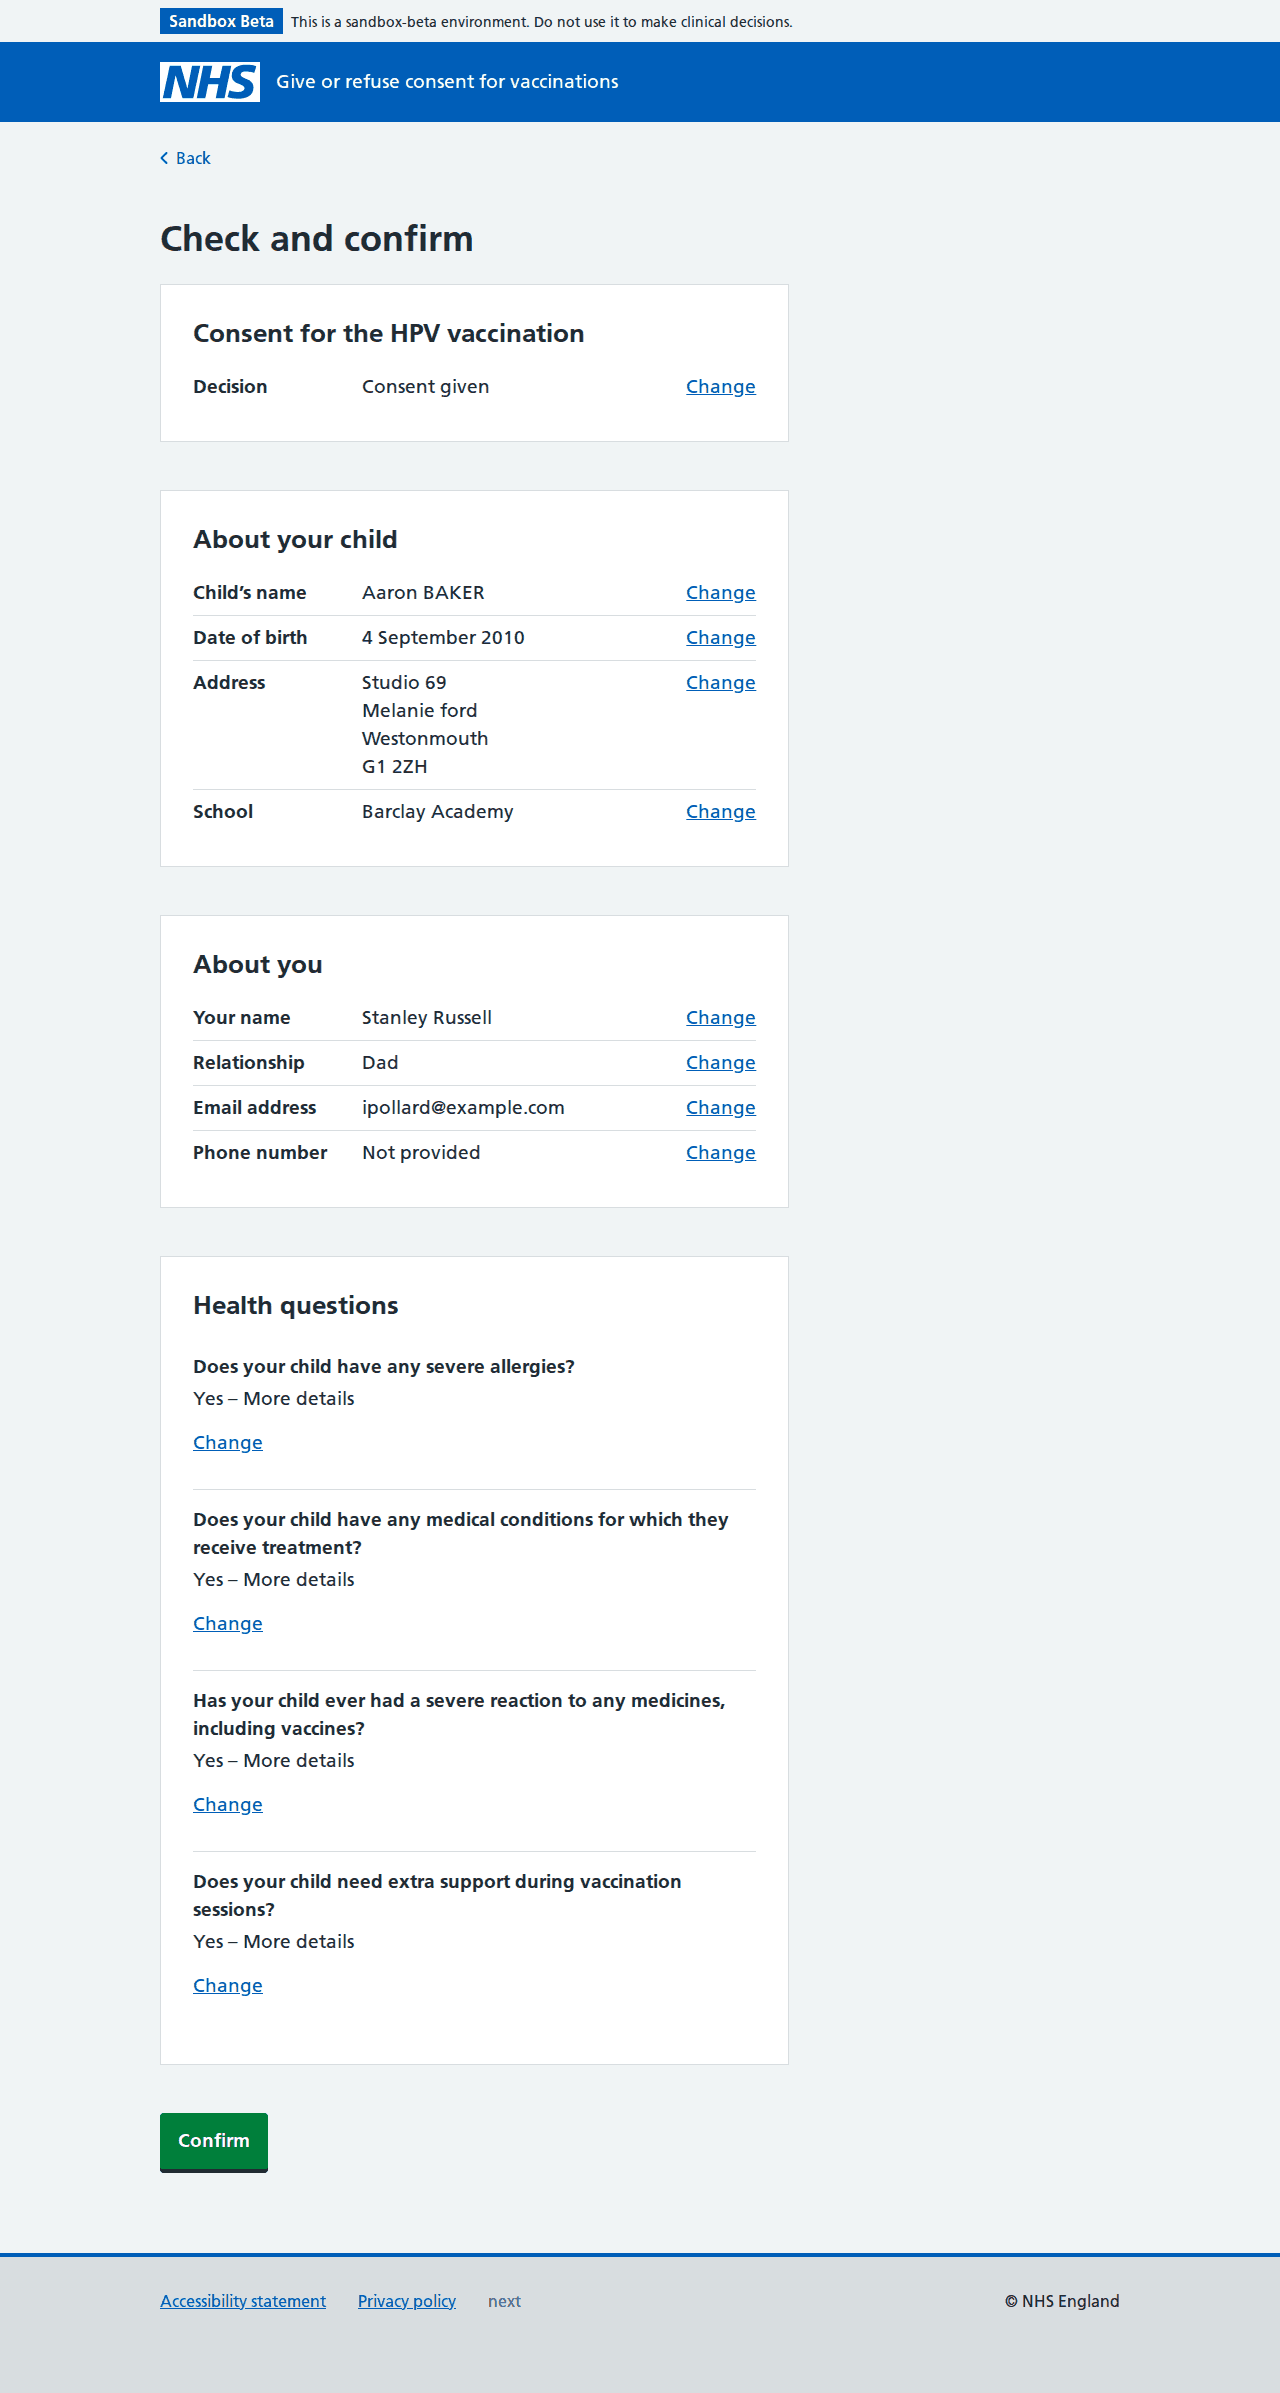 Sandbox Beta This is a sandbox-beta environment. Do not use it to make clinical decisions.
NHS Give or refuse consent for vaccinations
Back
Check and confirm
Consent for the HPV vaccination
Decision Consent given Change
About your child
Child’s name Aaron BAKER Change
Date of birth 4 September 2010 Change
Address Studio 69 Change
Melanie ford
Westonmouth
G1 2ZH
School Barclay Academy Change
About you
Your name Stanley Russell Change
Relationship Dad Change
Email address ipollard@example.com Change
Phone number Not provided Change
Health questions
Does your child have any severe allergies?
Yes – More details
Change
Does your child have any medical conditions for which they
receive treatment?
Yes – More details
Change
Has your child ever had a severe reaction to any medicines,
including vaccines?
Yes – More details
Change
Does your child need extra support during vaccination
sessions?
Yes – More details
Change
Confirm
Accessibility statement Privacy policy next © NHS England